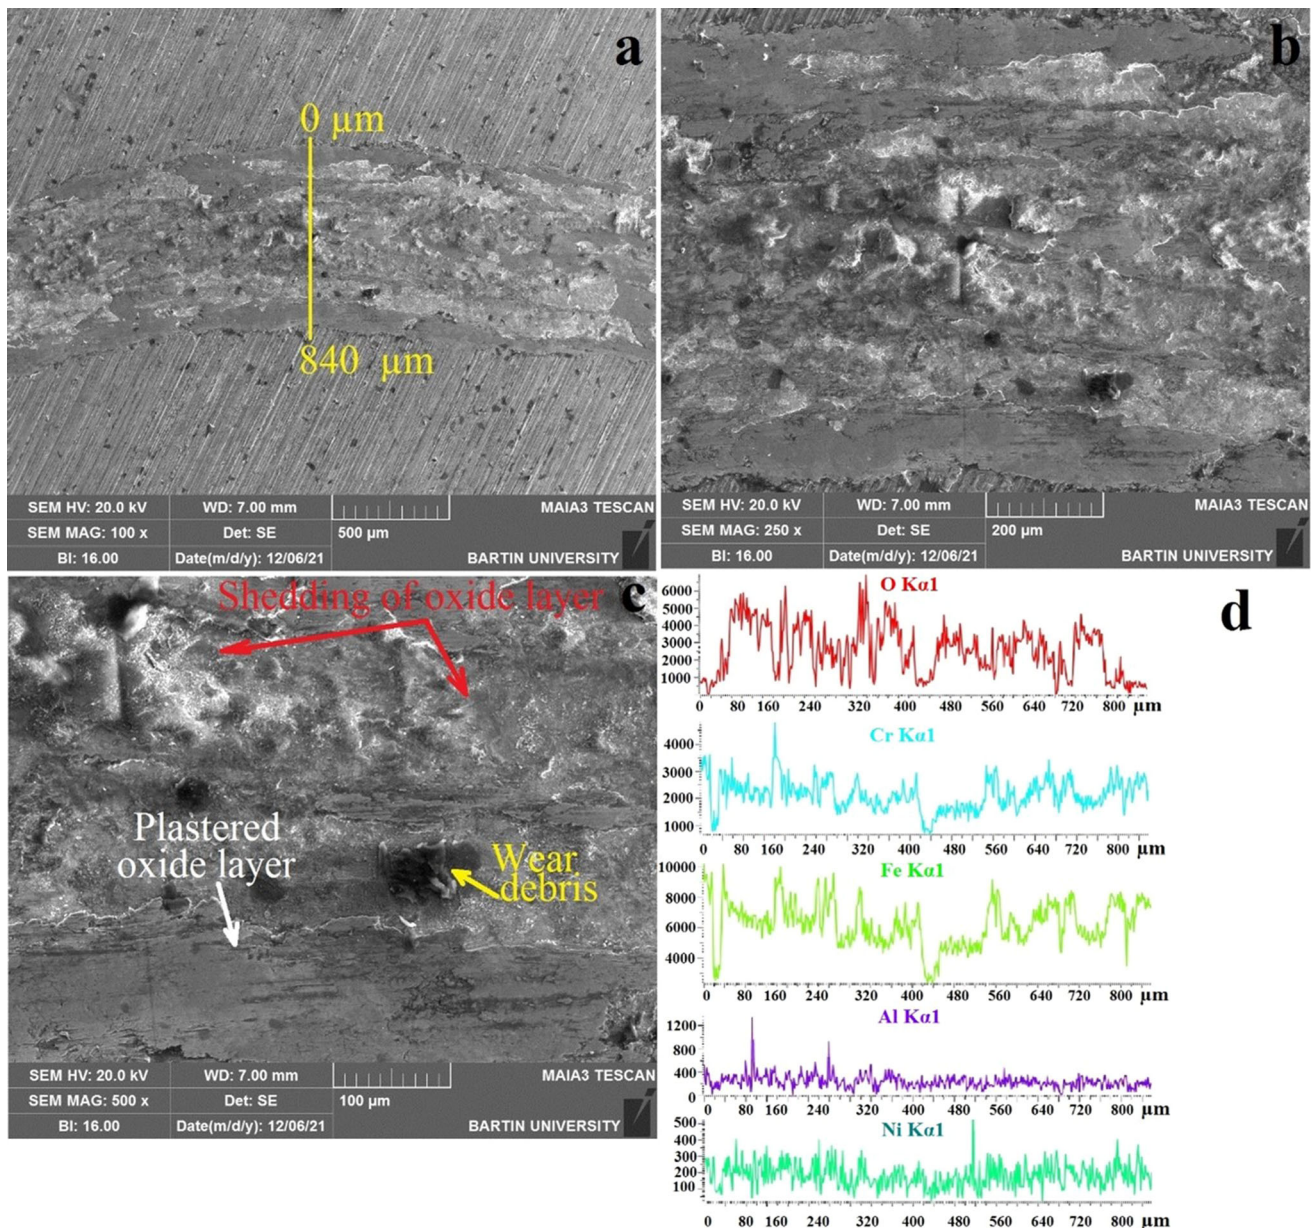 a
0 µm
840 µm
SEM HV: 20.0 kV
WD: 7.00 mm
MAIA3 TESCAN
SEM MAG: 100 x
Det: SE
500 µm
BI: 16.00
Date(m/d/y): 12/06/21
BARTIN UNIVERSITY
b
SEM HV: 20.0 kV
WD: 7.00 mm
MAIA3 TESCAN
SEM MAG: 250 x
Det: SE
200 µm
BI: 16.00
Date(m/d/y): 12/06/21
BARTIN UNIVERSITY
c
Shedding of oxide layer
Plastered
oxide layer
Wear
debris
SEM HV: 20.0 kV
WD: 7.00 mm
MAIA3 TESCAN
SEM MAG: 500 x
Det: SE
100 µm
BI: 16.00
Date(m/d/y): 12/06/21
BARTIN UNIVERSITY
d
O Kα1
6000
5000
4000
3000
2000
1000
0 80 160 240 320 400 480 560 640 720 800 µm
Cr Kα1
4000
3000
2000
1000
0 80 160 240 320 400 480 560 640 720 800 µm
Fe Kα1
10000
8000
6000
4000
0 80 160 240 320 400 480 560 640 720 800 µm
Al Kα1
1200
800
400
0
0 80 160 240 320 400 480 560 640 720 800 µm
Ni Kα1
500
300
200
100
0 80 160 240 320 400 480 560 640 720 800 µm